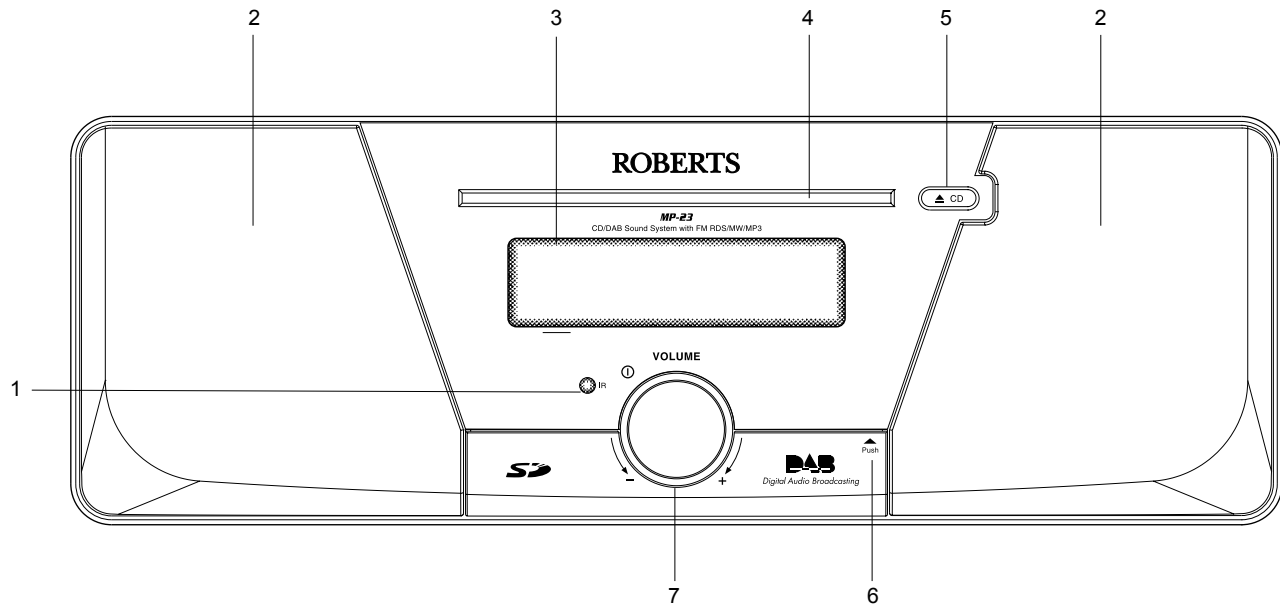 2 3 4 5 2
ROBERTS
CD
MP-23
CD/DAB Sound System with FM RDS/MW/MP3
VOLUME
1 IR
Push
SD DAB
Digital Audio Broadcasting
- +
7 6